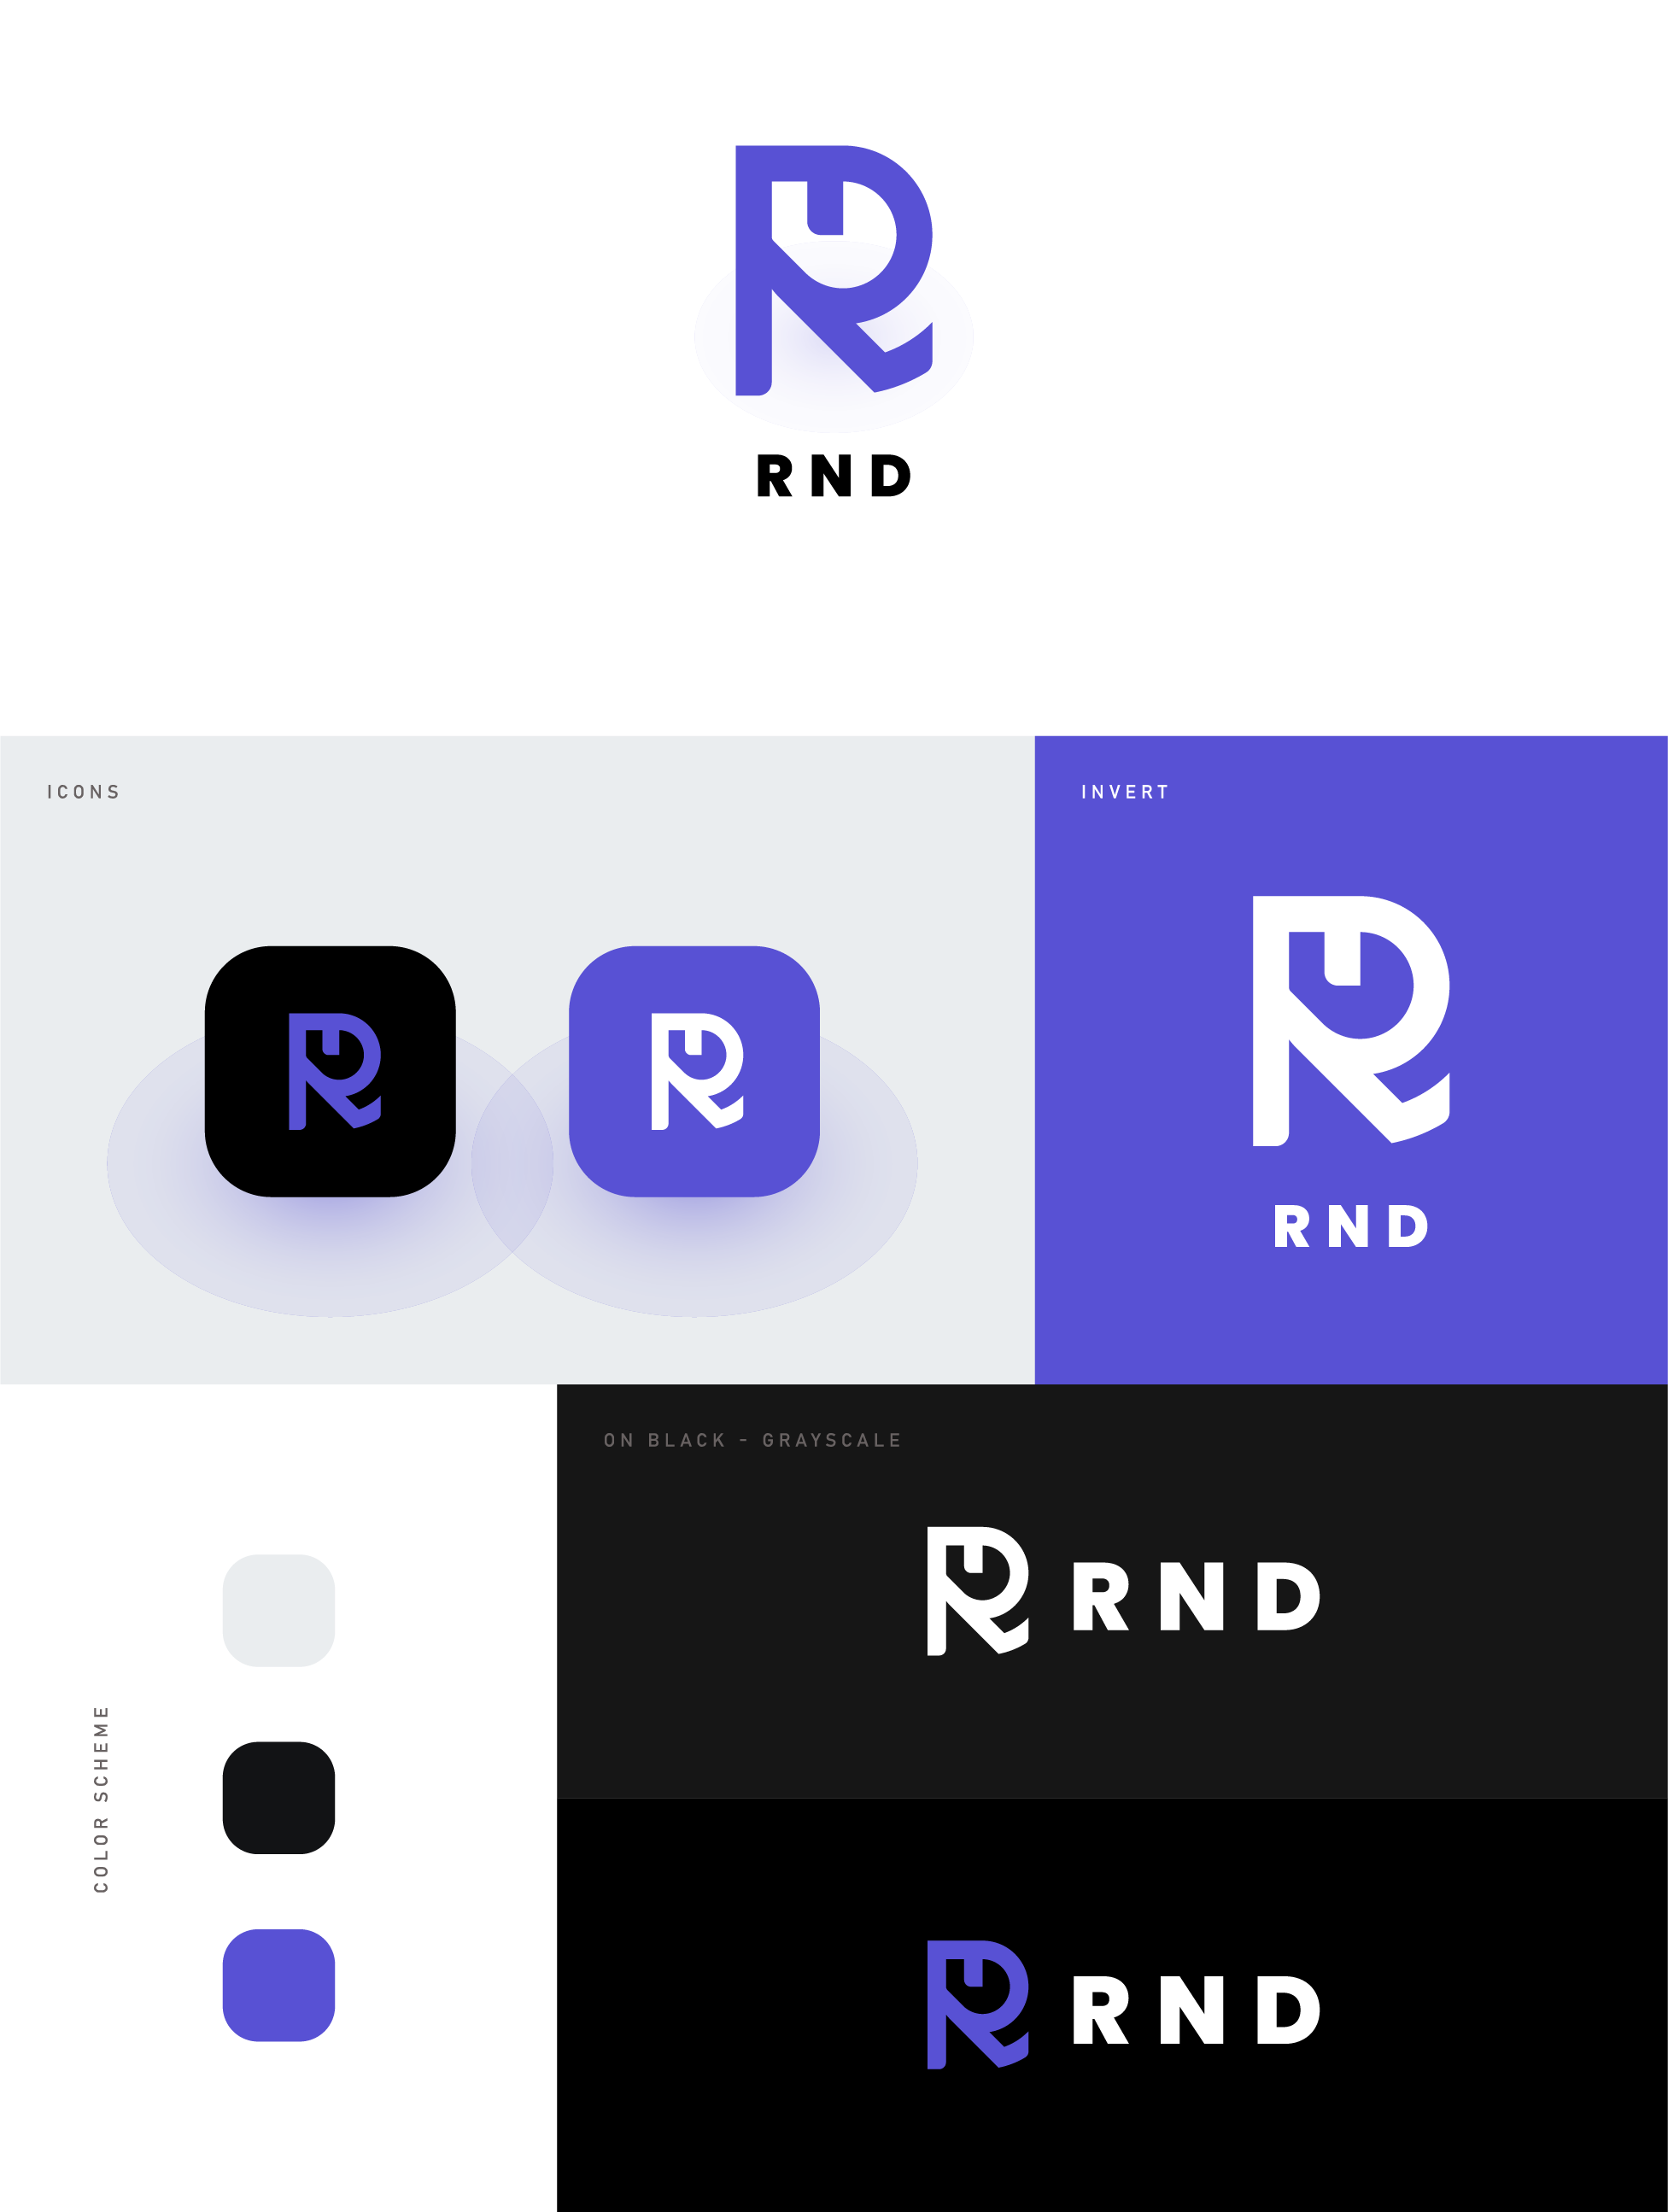 RND
ICONS
INVERT
RND
ON BLACK - GRAYSCALE
RND
COLOR SCHEME
RND